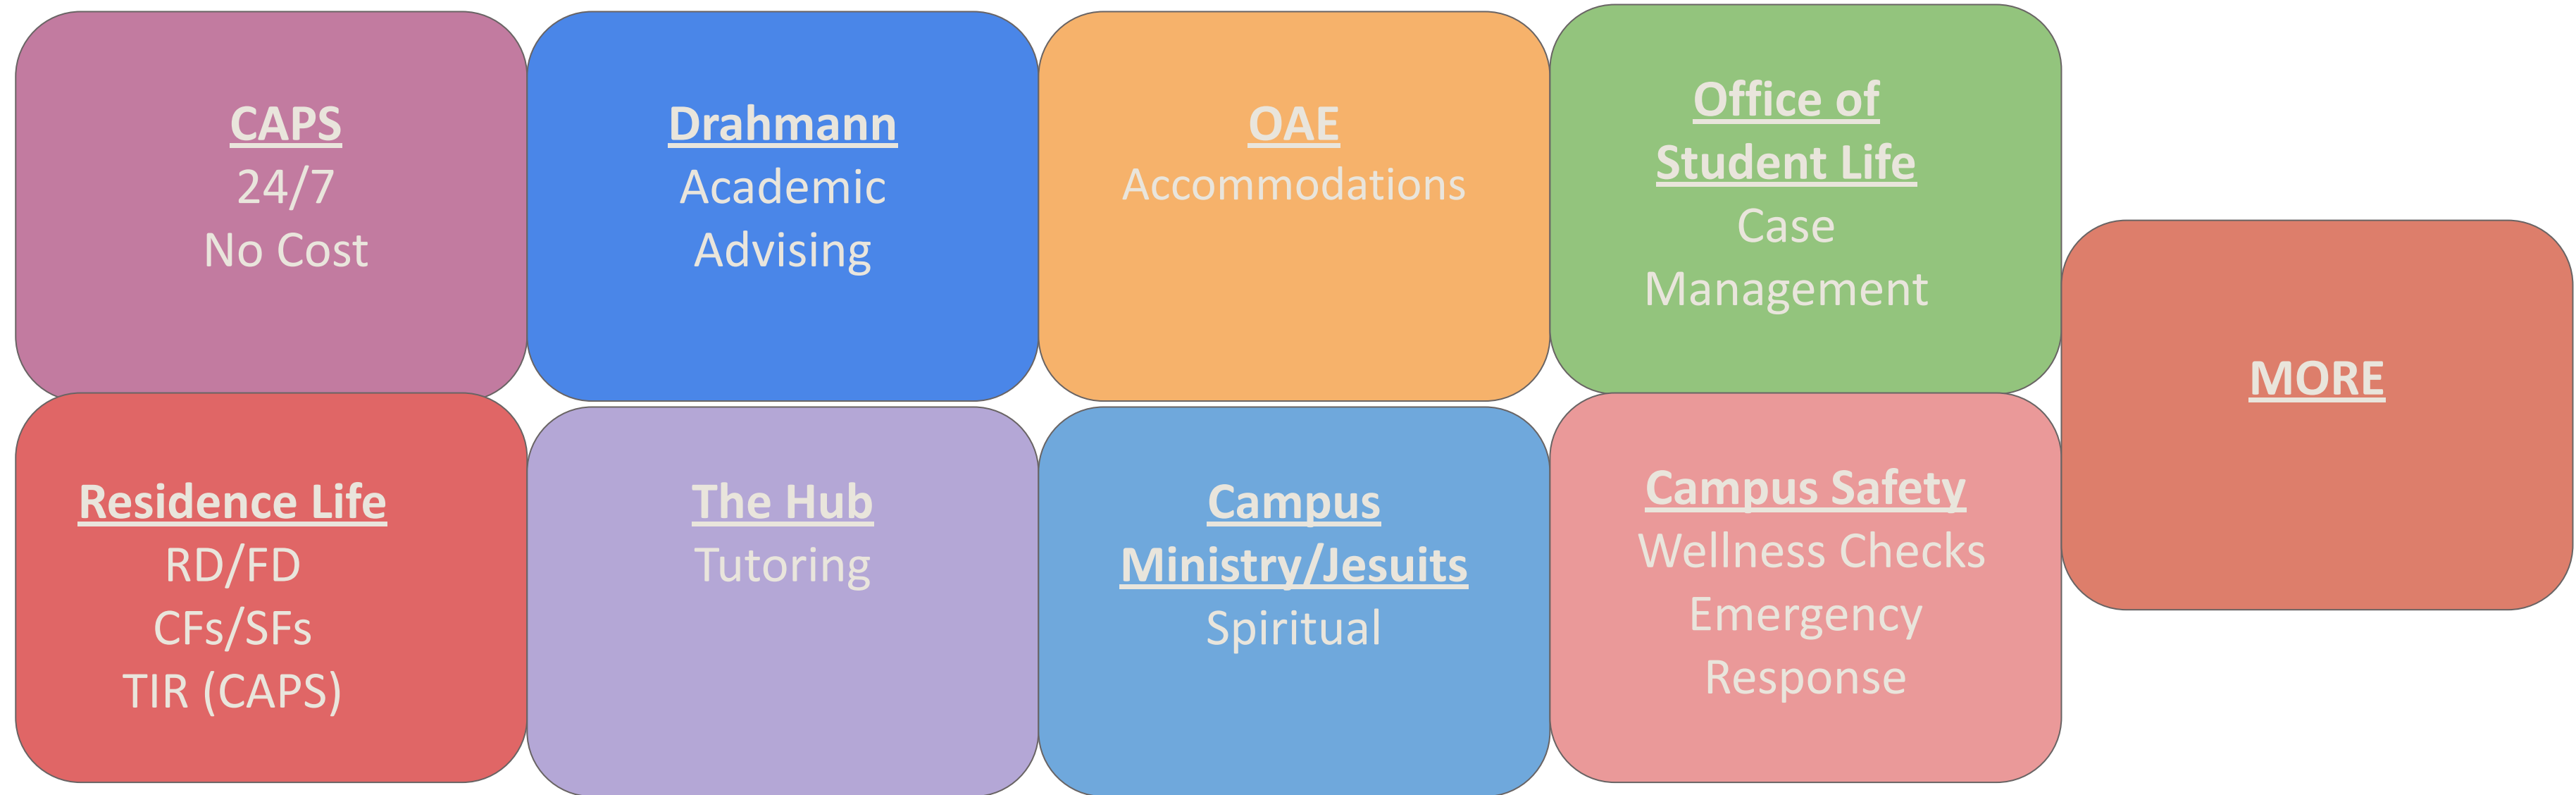 CAPS
24/7
No Cost
Drahmann
Academic
Advising
OAE
Accommodations
Office of
Student Life
Case
Management
MORE
Residence Life
RD/FD
CFs/SFs
TIR (CAPS)
The Hub
Tutoring
Campus
Ministry/Jesuits
Spiritual
Campus Safety
Wellness Checks
Emergency
Response